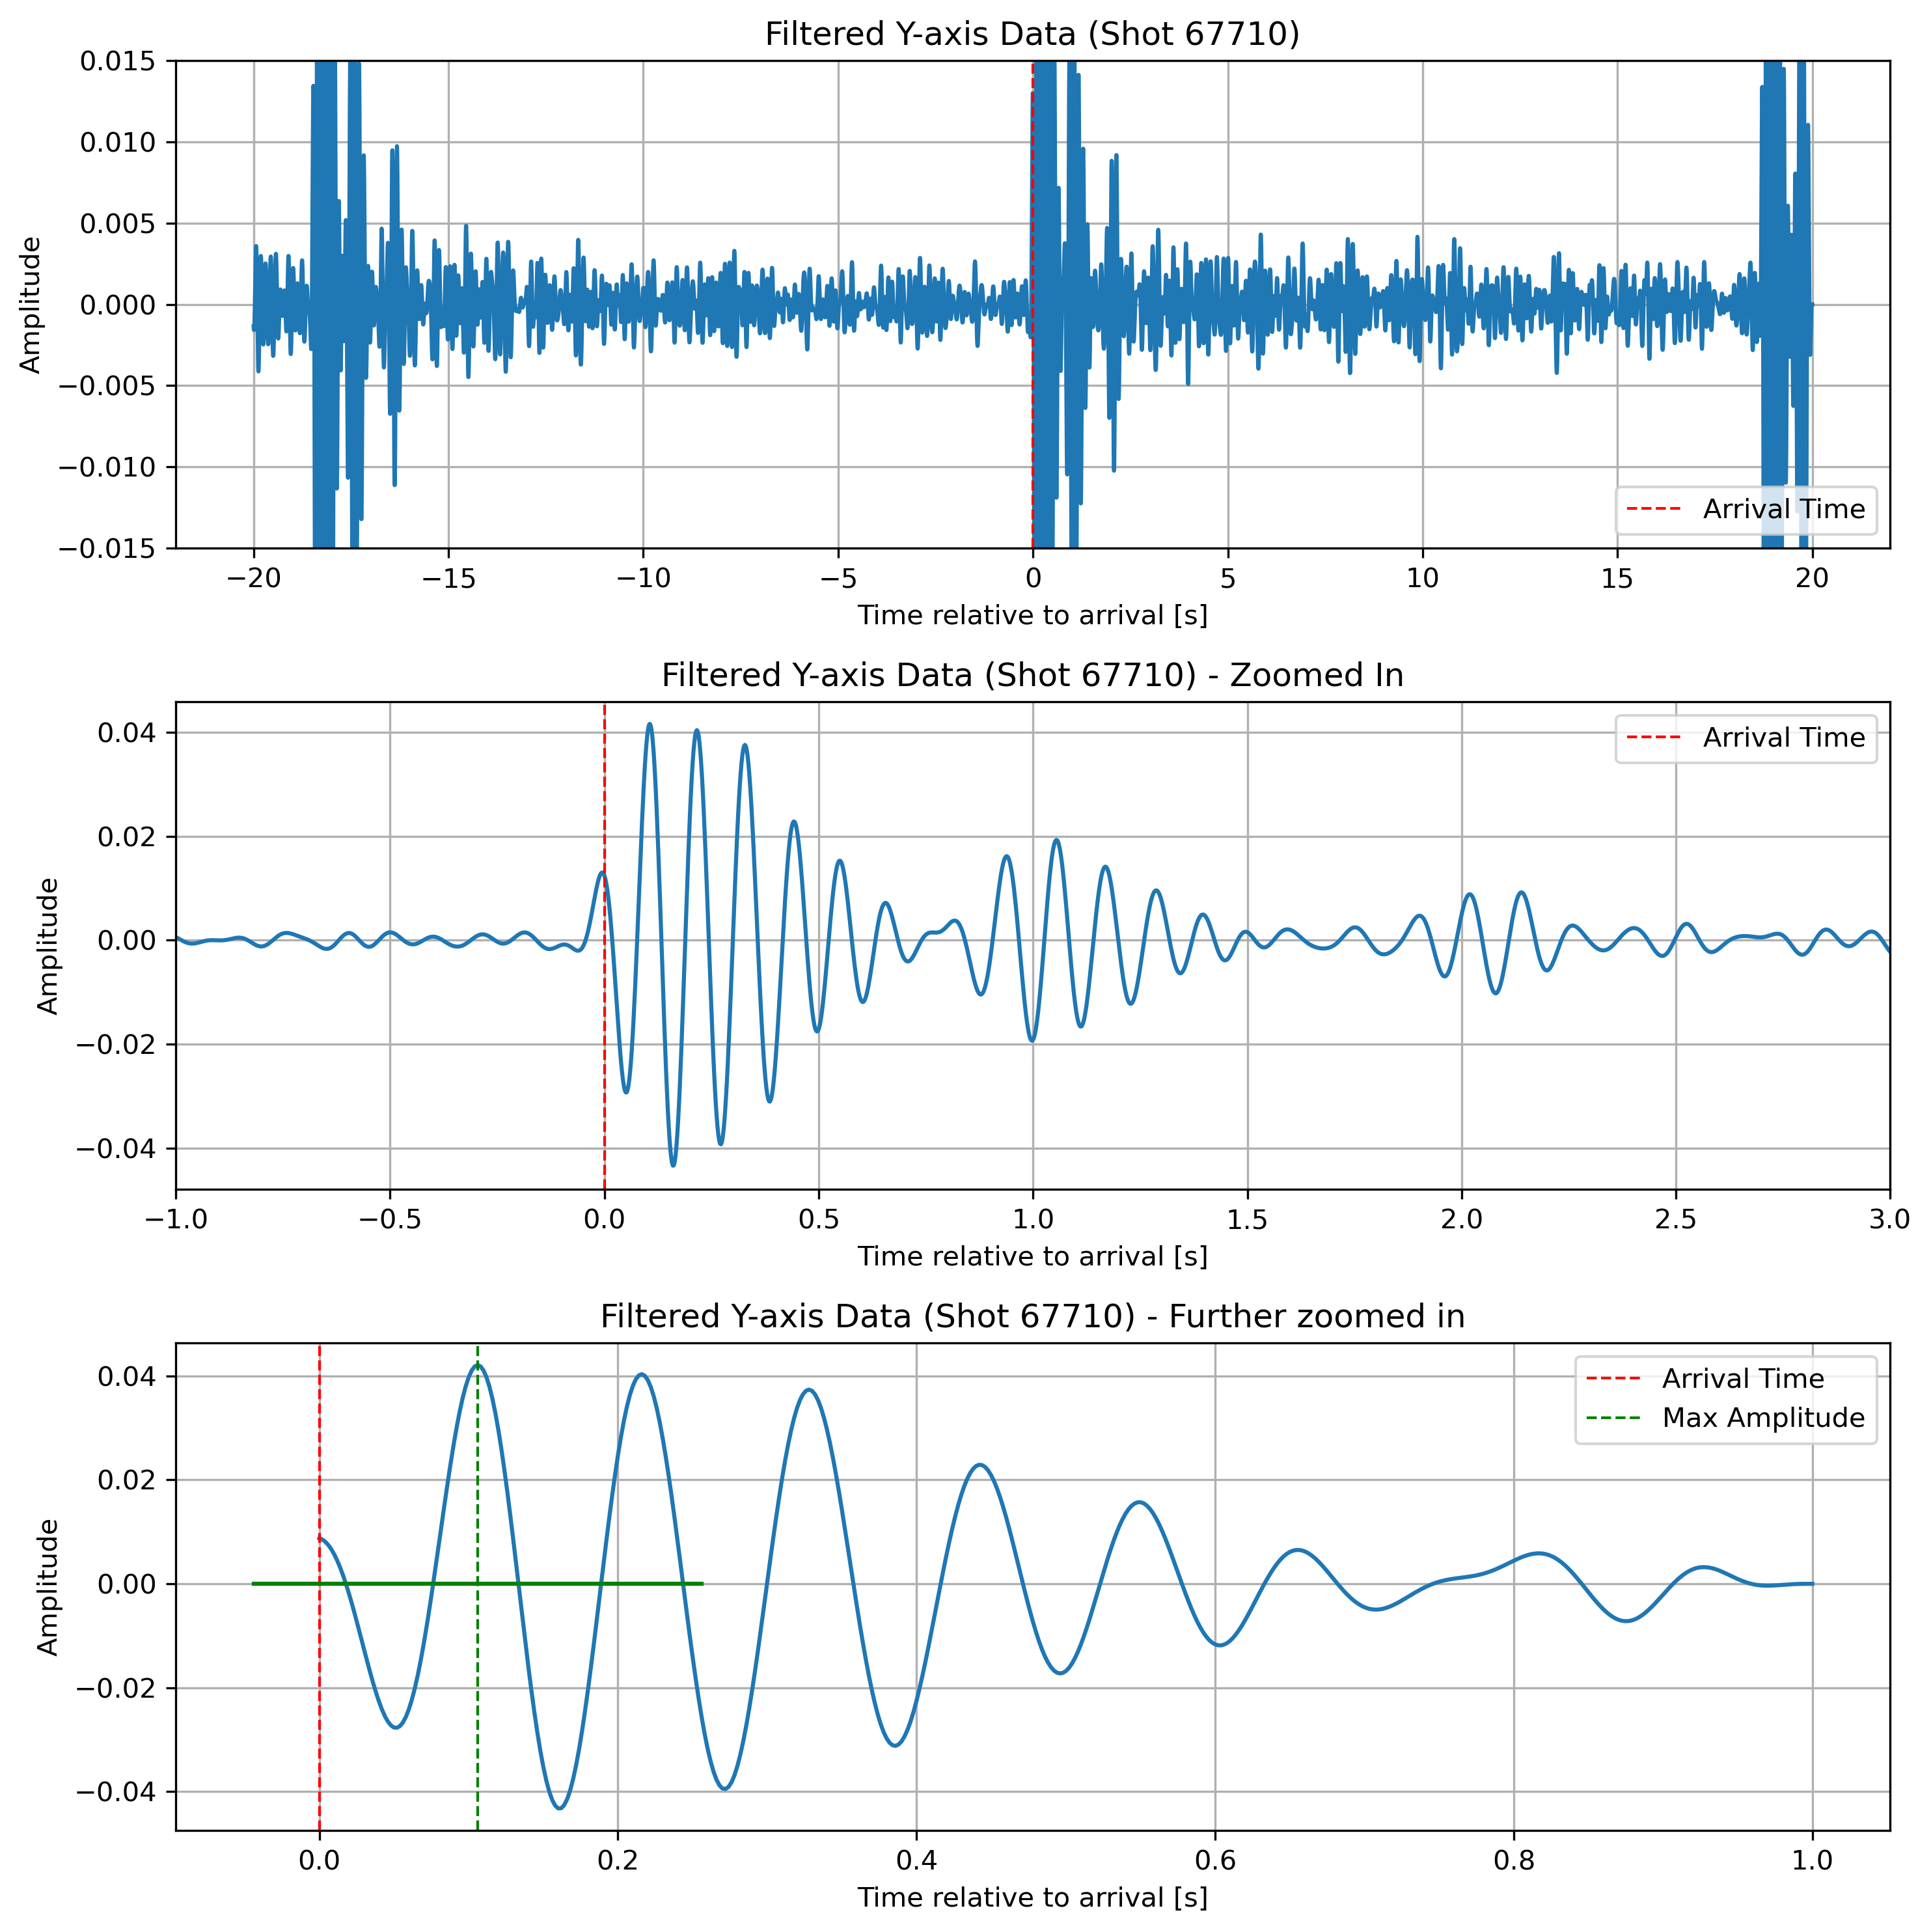 Filtered Y-axis Data (Shot 67710)
0.015
0.010
0.005
0.000
−0.005
−0.010
−0.015
Amplitude
Arrival Time
−20 −15 −10 −5 0 5 10 15 20
Time relative to arrival [s]
Filtered Y-axis Data (Shot 67710) - Zoomed In
0.04
0.02
0.00
−0.02
−0.04
Amplitude
Arrival Time
−1.0 −0.5 0.0 0.5 1.0 1.5 2.0 2.5 3.0
Time relative to arrival [s]
Filtered Y-axis Data (Shot 67710) - Further zoomed in
0.04
0.02
0.00
−0.02
−0.04
Amplitude
Arrival Time
Max Amplitude
0.0 0.2 0.4 0.6 0.8 1.0
Time relative to arrival [s]